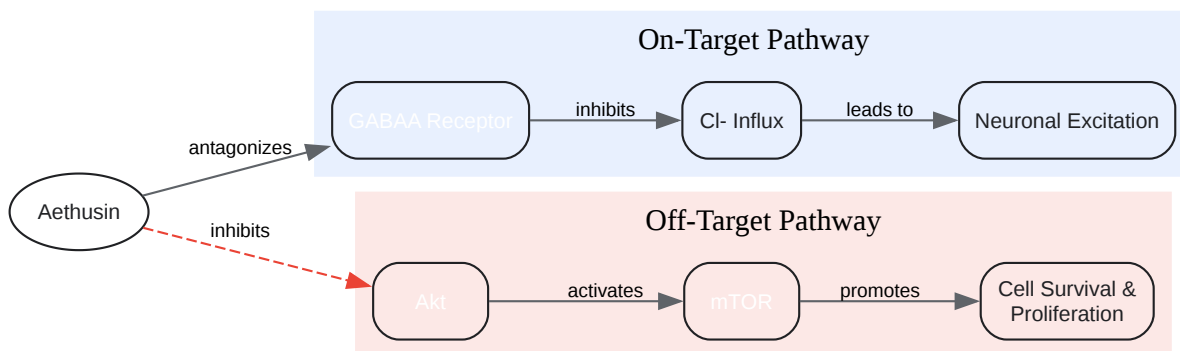 On-Target Pathway
GABAA Receptor
inhibits
Cl- Influx
leads to
Neuronal Excitation
antagonizes
Aethusin
inhibits
Off-Target Pathway
Akt
activates
mTOR
promotes
Cell Survival &
Proliferation